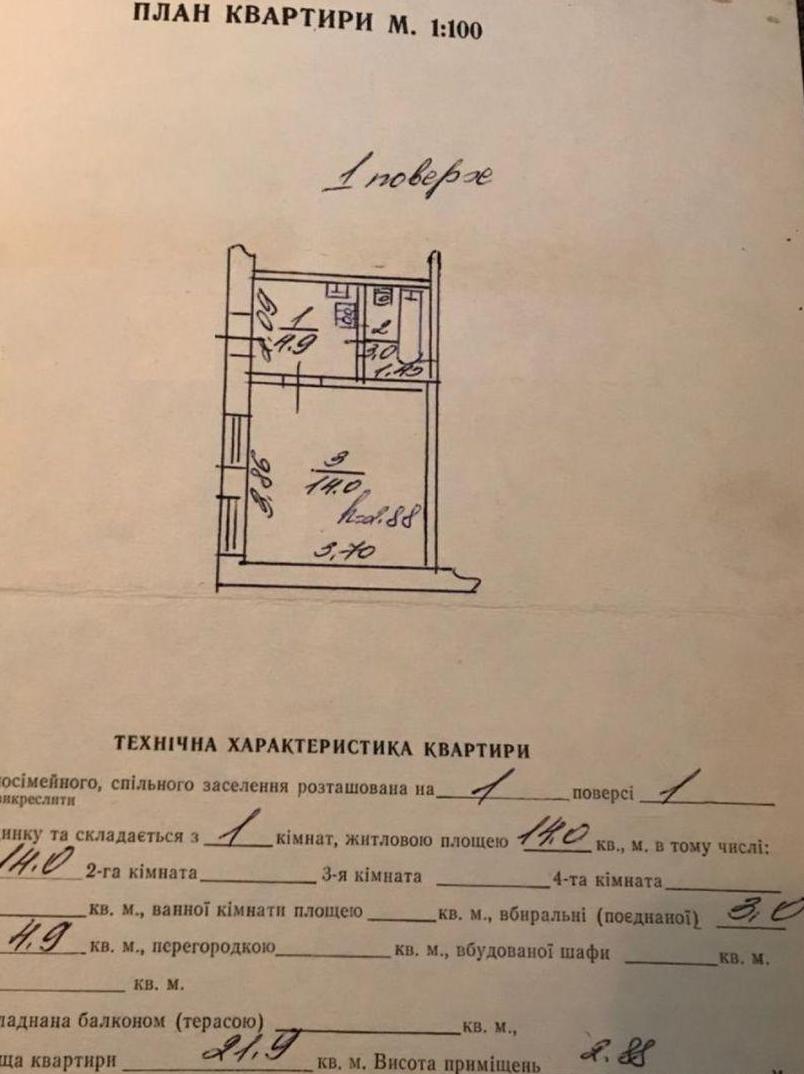 ПЛАН КВАРТИРИ М. 1:100
1 поверх
1
4.9
2
3,0
1.45
3
14.0
3,86
h=2.88
3,70
ТЕХНІЧНА ХАРАКТЕРИСТИКА КВАРТИРИ
осімейного, спільного заселення розташована на 1 поверсі 1
викреслити
инку та складається з 1 кімнат, житловою площею 14.0 кв., м. в тому числі:
14.0 2-га кімната 3-я кімната 4-та кімната
кв. м., ванної кімнати площею кв. м., вбиральні (поєднаної) 3,0
4,9 кв. м., перегородкою кв. м., вбудованої шафи кв. м.
кв. м.
ладнана балконом (терасою) кв. м.,
ща квартири 21,9 кв. м. Висота приміщень 2.88